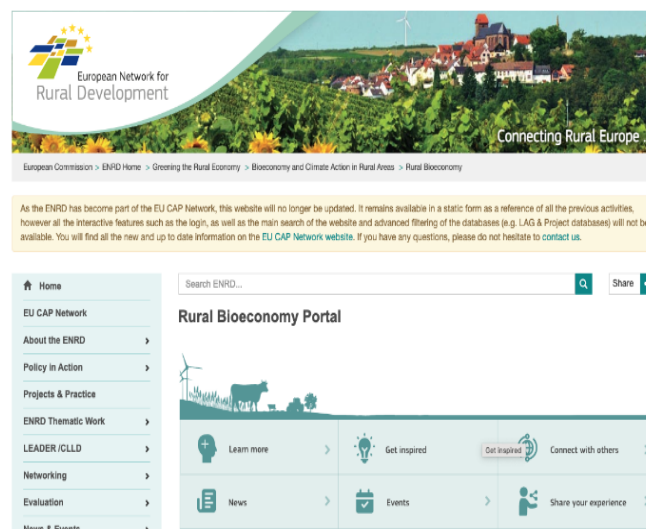 European Network for
Rural Development
Connecting Rural Europe ...
European Commission > ENRD Home > Greening the Rural Economy > Bioeconomy and Climate Action in Rural Areas > Rural Bioeconomy
As the ENRD has become part of the EU CAP Network, this website will no longer be updated. It remains available in a static form as a reference of all the previous activities,
however all the interactive features such as the login, as well as the main search of the website and advanced filtering of the databases (e.g. LAG & Project databases) will not be
available. You will find all the new and up to date information on the EU CAP Network website. If you have any questions, please do not hesitate to contact us.
Home
Search ENRD...
Share
EU CAP Network
Rural Bioeconomy Portal
About the ENRD
Policy in Action
Projects & Practice
ENRD Thematic Work
LEADER /CLLD
Learn more
Get inspired
Get inspired
Connect with others
Networking
Evaluation
News
Events
Share your experience
News & Events